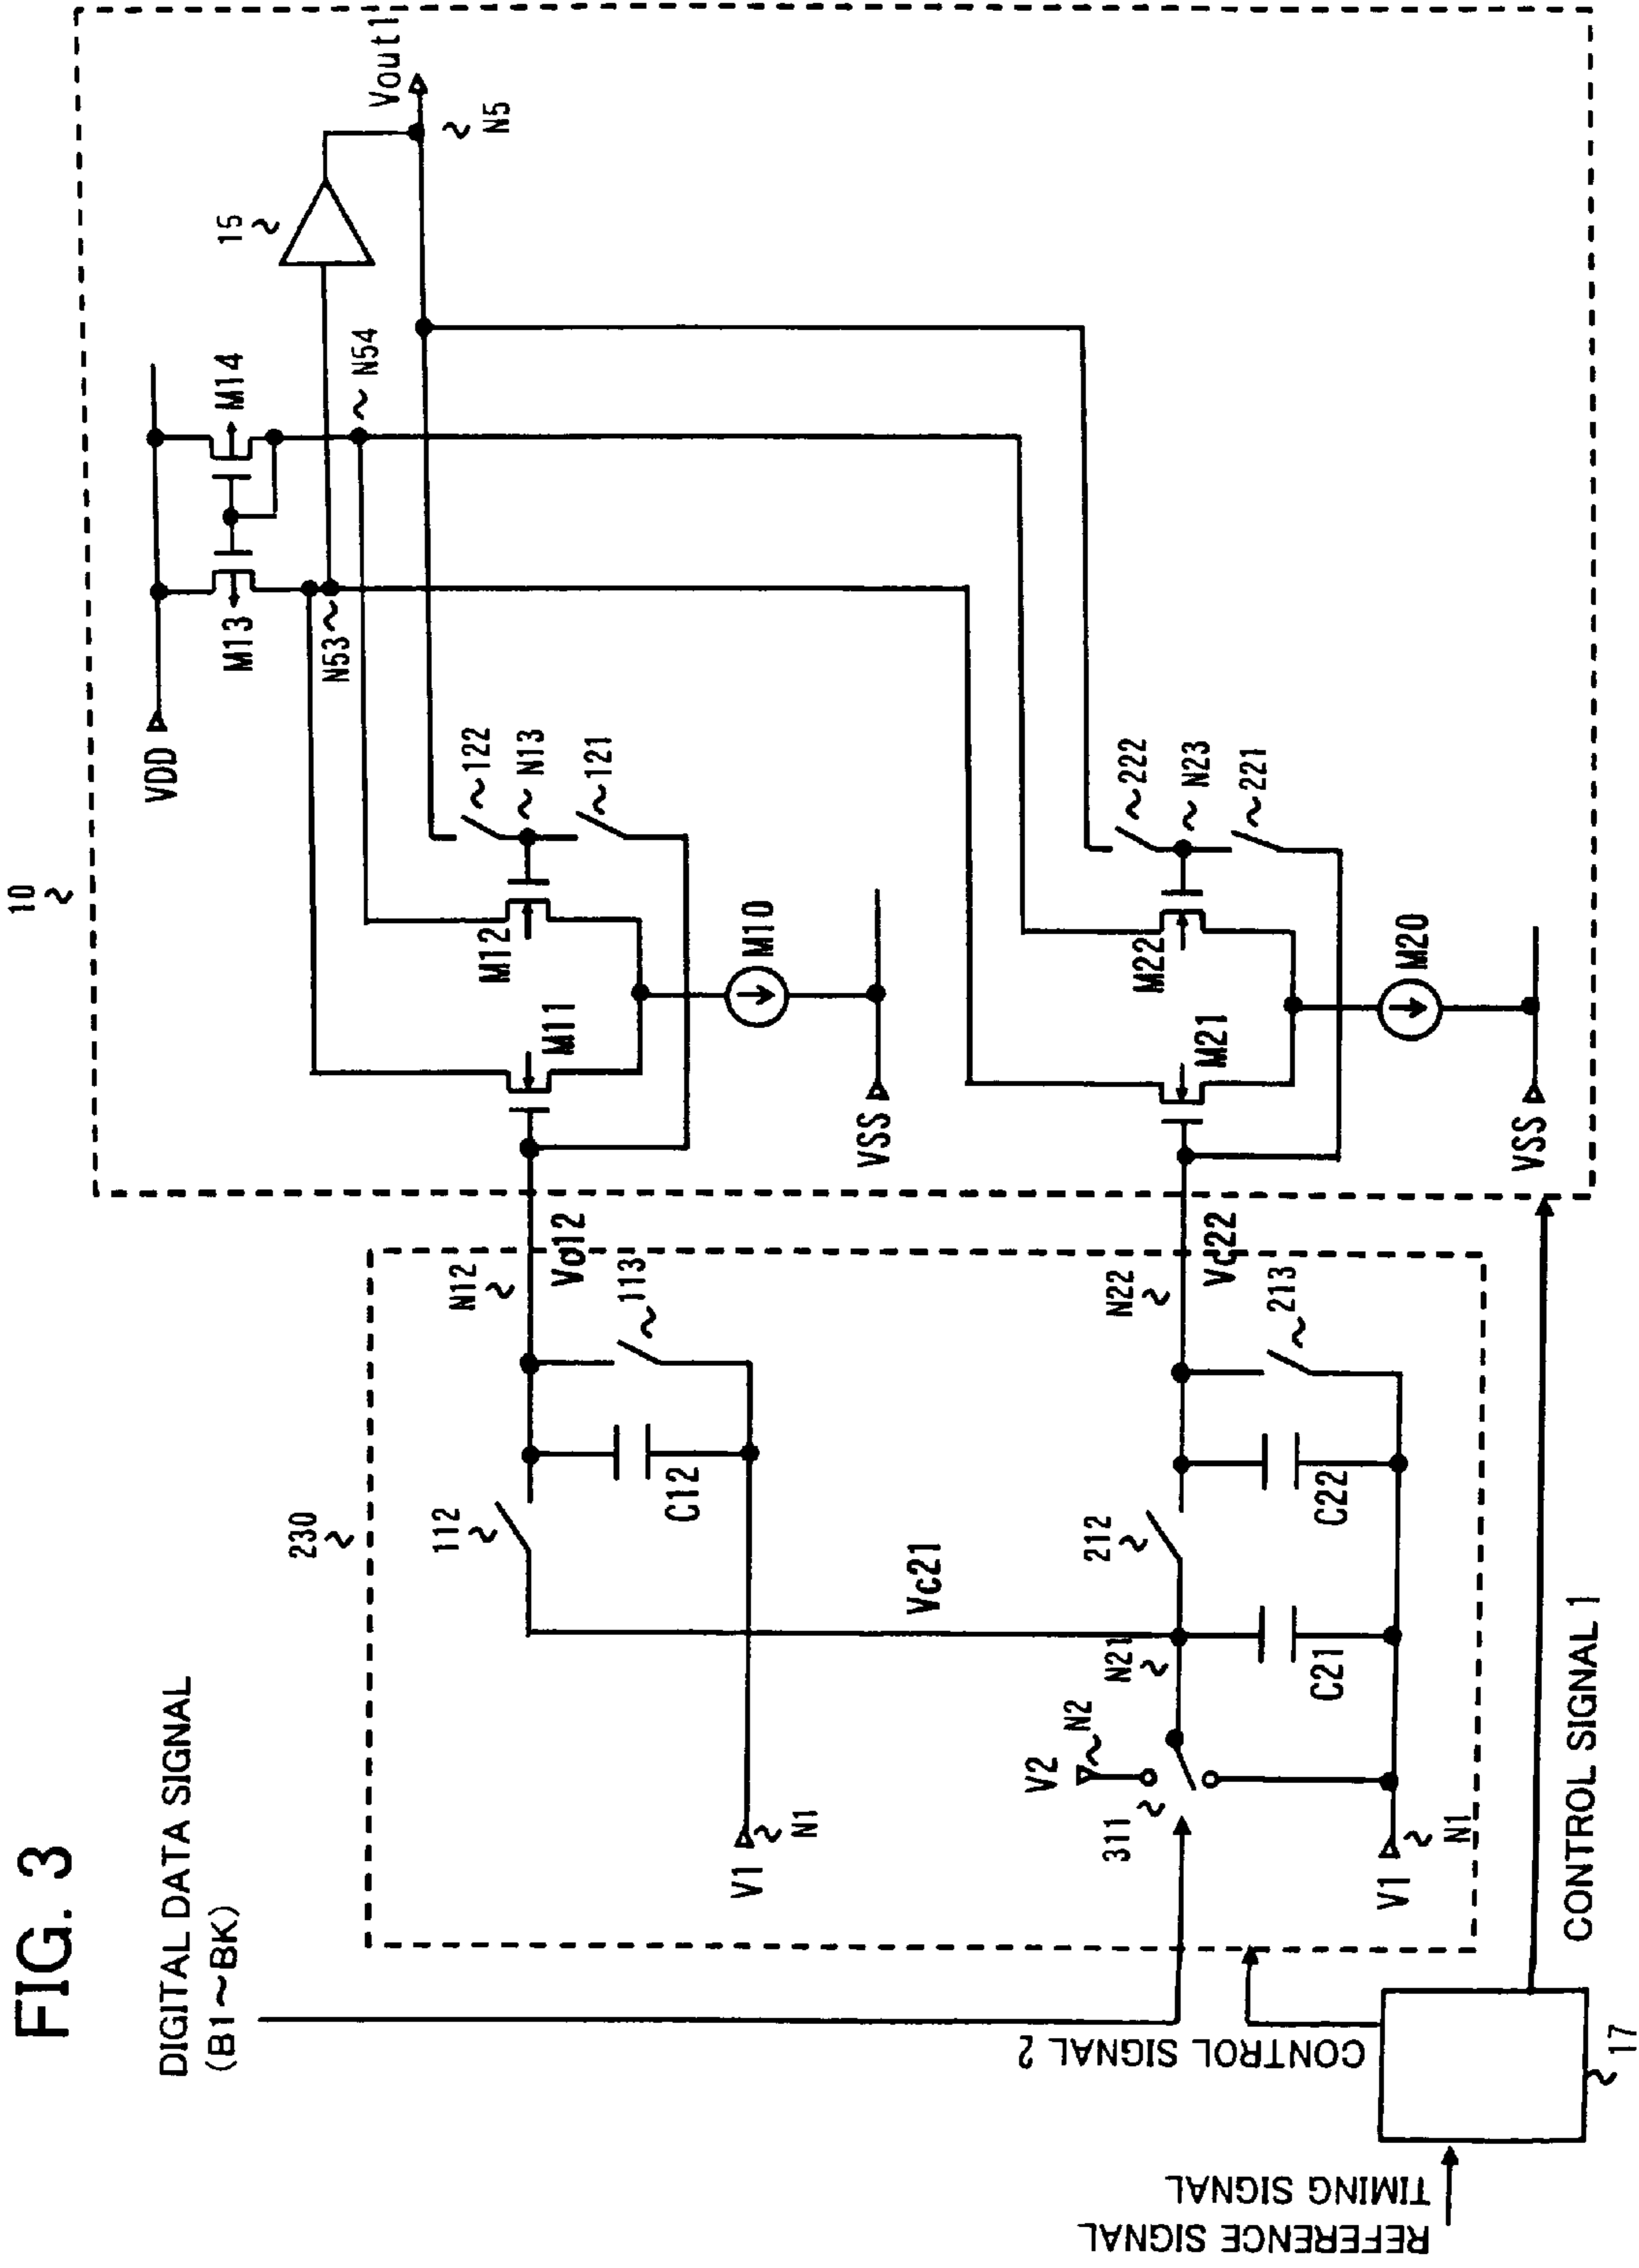 FIG. 3
DIGITAL DATA SIGNAL
(B1~BK)
10
VDD
M13
M14
N53
N54
15
Vout1
N5
M11
M12
122
N13
121
M10
VSS
M21
M22
222
N23
221
M20
VSS
230
112
N12
Vc12
113
C12
V1
N1
Vc21
V2
N2
311
N21
C21
212
N22
Vc22
213
C22
V1
N1
CONTROL SIGNAL 2
CONTROL SIGNAL 1
17
REFERENCE SIGNAL
TIMING SIGNAL